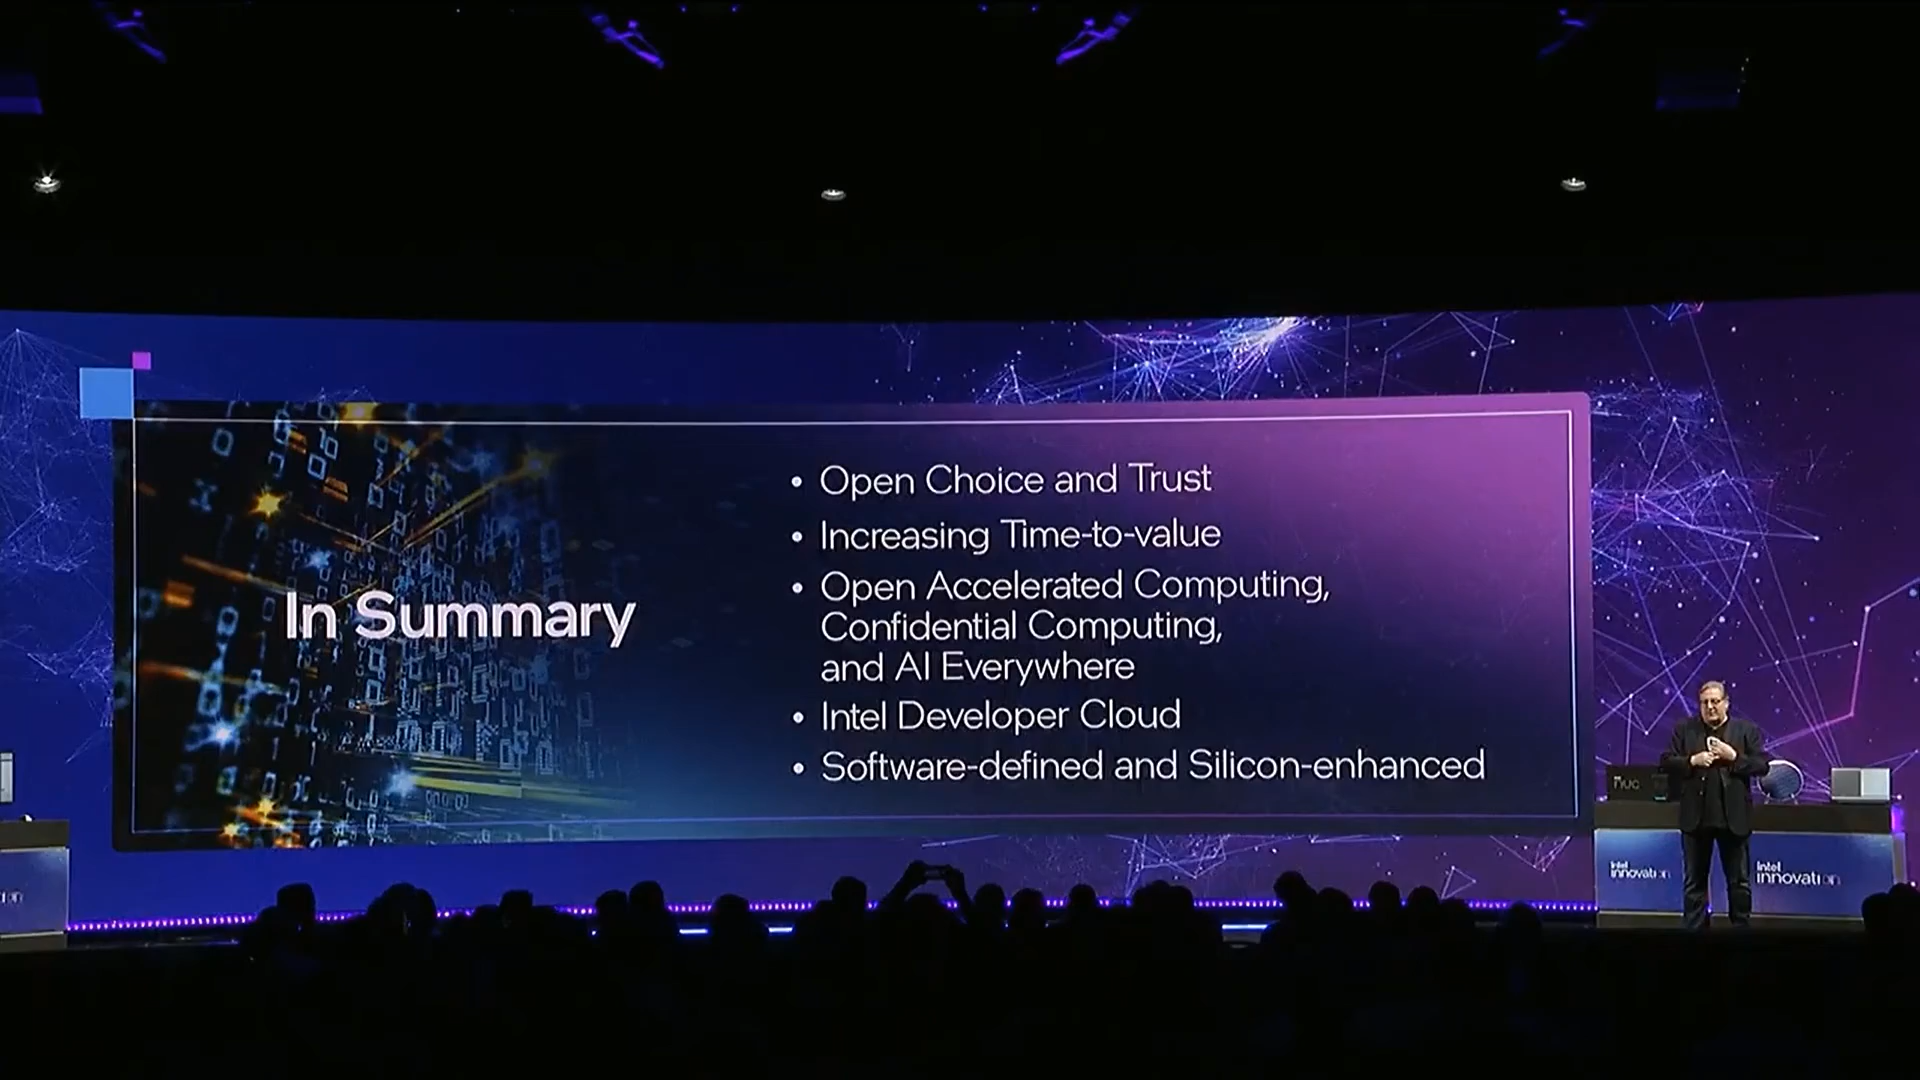 In Summary
• Open Choice and Trust
• Increasing Time-to-value
• Open Accelerated Computing,
Confidential Computing,
and AI Everywhere
• Intel Developer Cloud
• Software-defined and Silicon-enhanced
nuc
intel
innovation
intel
innovation